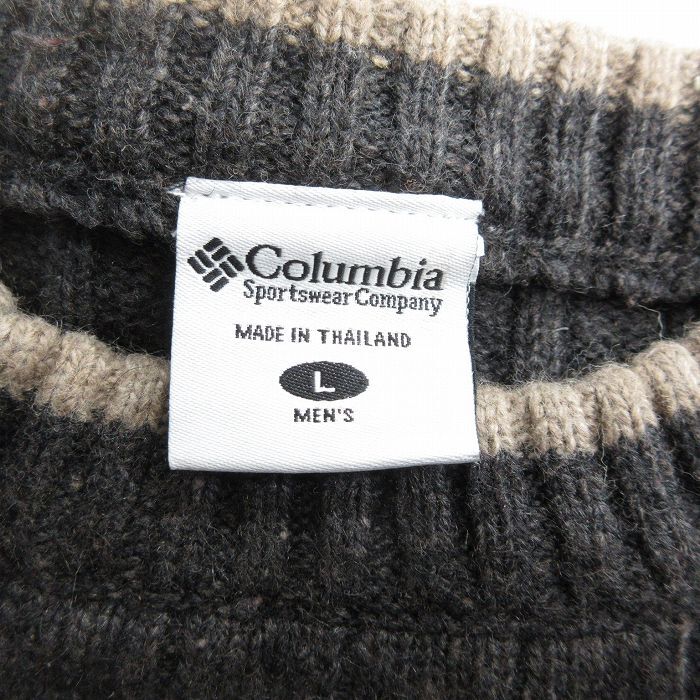 Columbia
Sportswear Company
MADE IN THAILAND
L
MEN'S